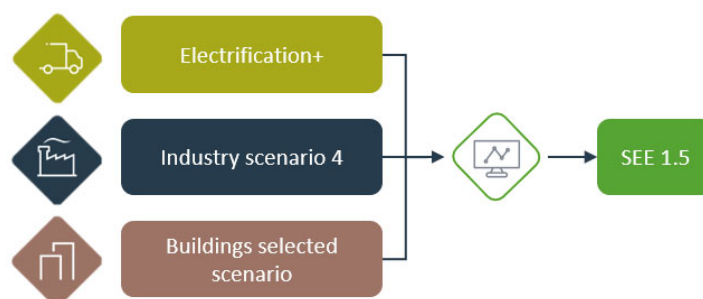 Electrification+
Industry scenario 4
SEE 1.5
Buildings selected
scenario